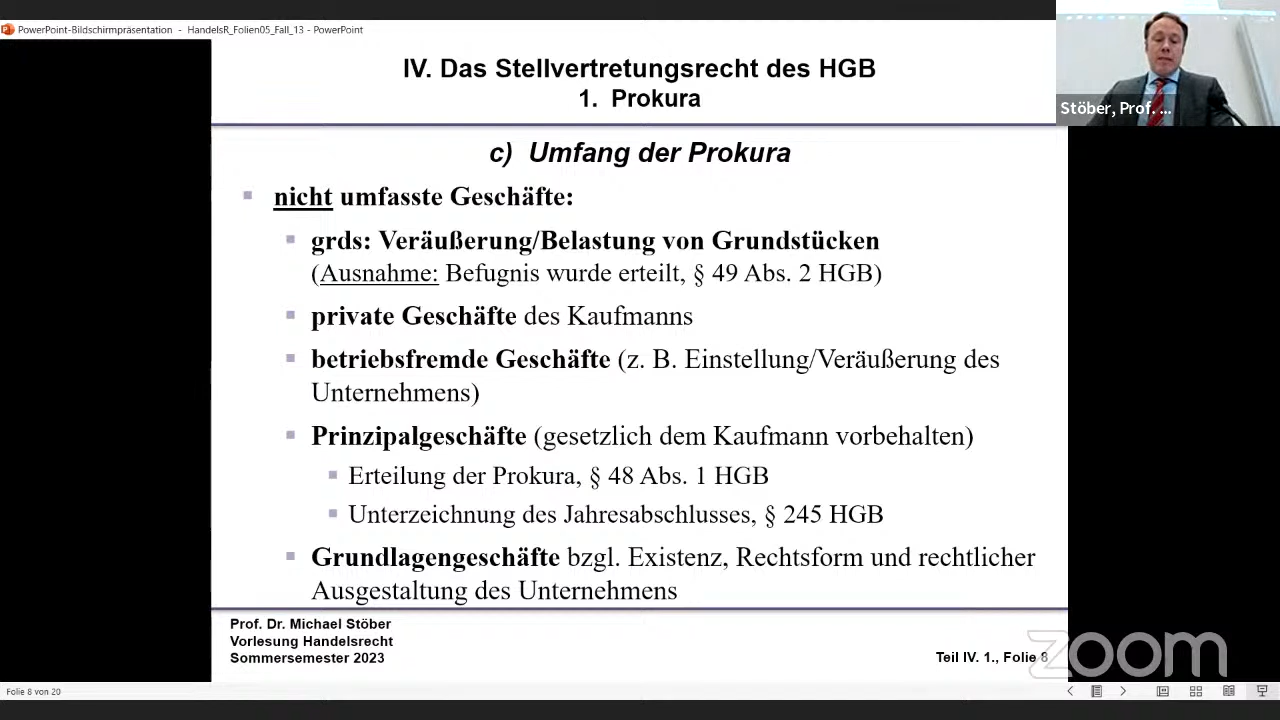 PowerPoint-Bildschirmpräsentation - HandelsR_Folien05_Fall_13 - PowerPoint
Stöber, Prof. ...
IV. Das Stellvertretungsrecht des HGB
1. Prokura
c) Umfang der Prokura
nicht umfasste Geschäfte:
grds: Veräußerung/Belastung von Grundstücken
(Ausnahme: Befugnis wurde erteilt, § 49 Abs. 2 HGB)
private Geschäfte des Kaufmanns
betriebsfremde Geschäfte (z. B. Einstellung/Veräußerung des
Unternehmens)
Prinzipalgeschäfte (gesetzlich dem Kaufmann vorbehalten)
Erteilung der Prokura, § 48 Abs. 1 HGB
Unterzeichnung des Jahresabschlusses, § 245 HGB
Grundlagengeschäfte bzgl. Existenz, Rechtsform und rechtlicher
Ausgestaltung des Unternehmens
Prof. Dr. Michael Stöber
Vorlesung Handelsrecht
Sommersemester 2023
Teil IV. 1., Folie 8
zoom
Folie 8 von 20